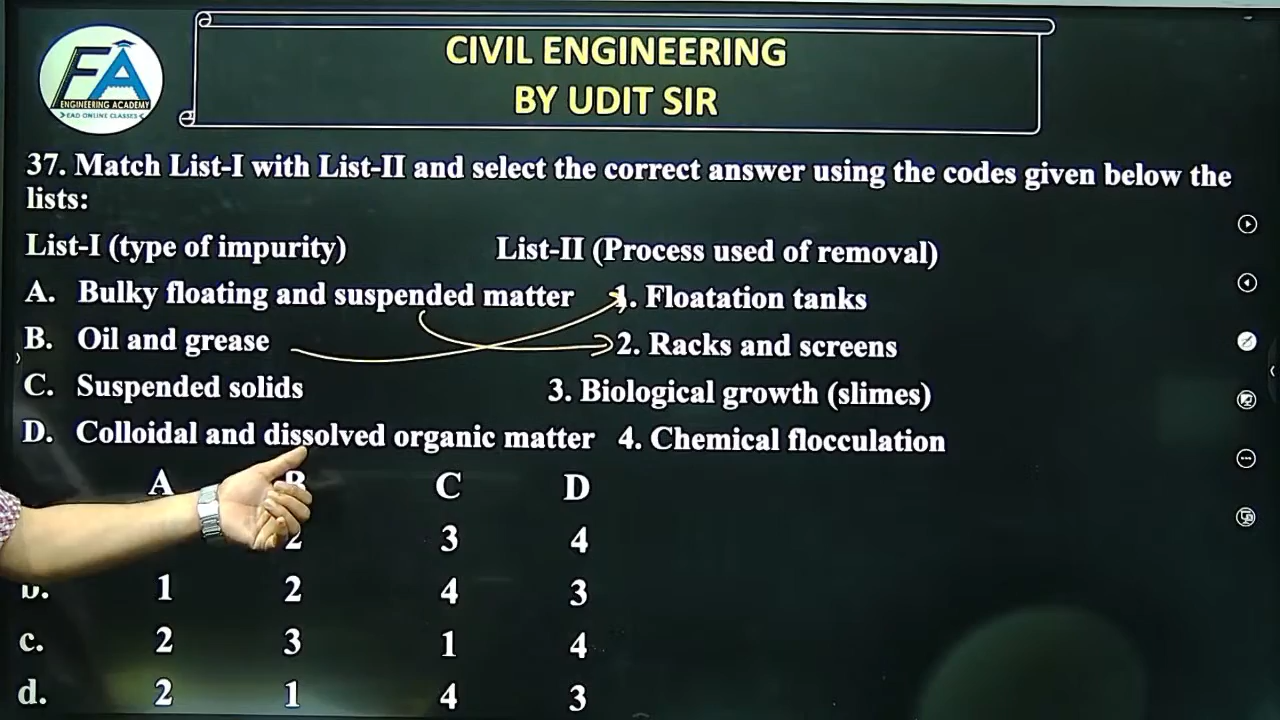 FA
ENGINEERING ACADEMY
EAD ONLINE CLASSES
CIVIL ENGINEERING
BY UDIT SIR
37. Match List-I with List-II and select the correct answer using the codes given below the
lists:
List-I (type of impurity) List-II (Process used of removal)
A. Bulky floating and suspended matter 1. Floatation tanks
B. Oil and grease 2. Racks and screens
C. Suspended solids 3. Biological growth (slimes)
D. Colloidal and dissolved organic matter 4. Chemical flocculation
A B C D
2 3 4
b. 1 2 4 3
c. 2 3 1 4
d. 2 1 4 3